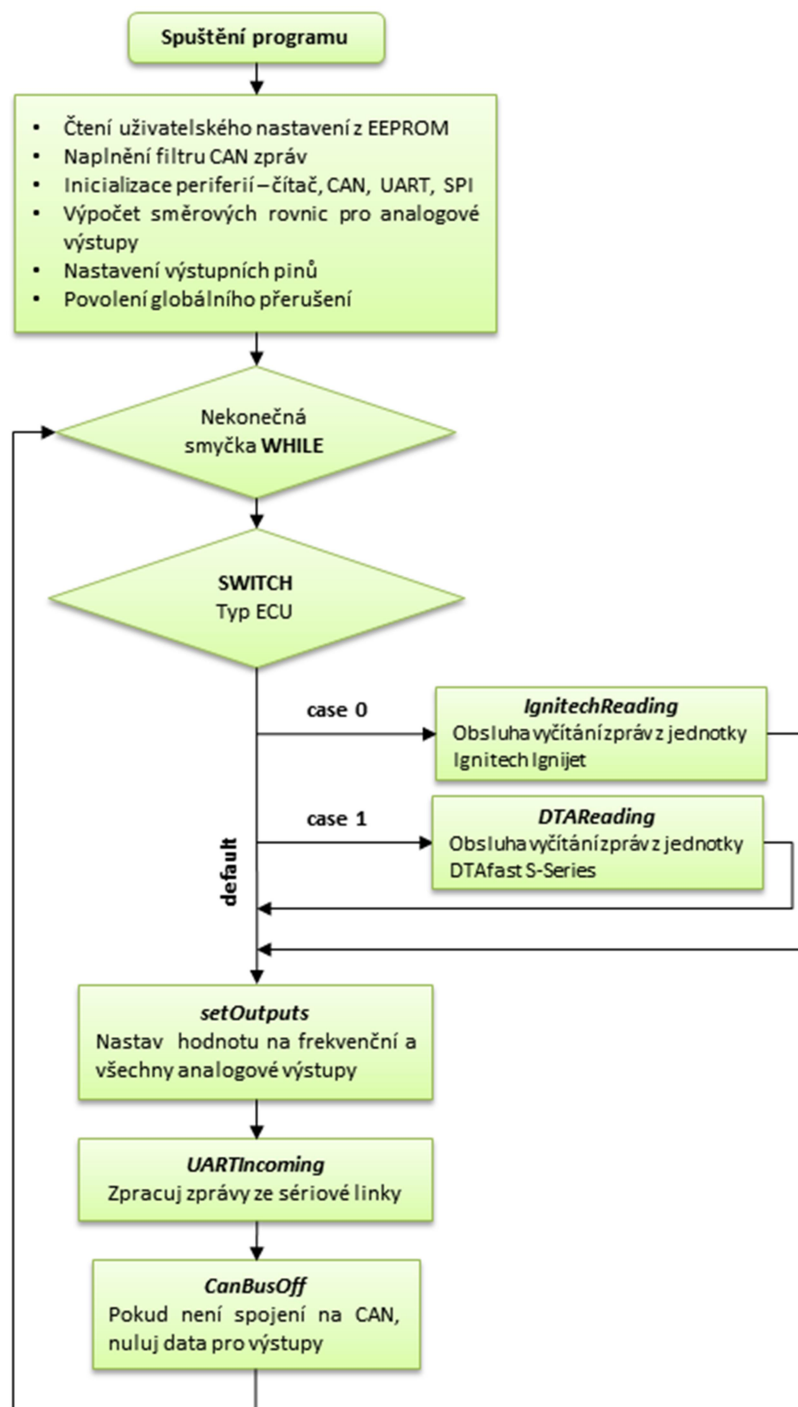 Spuštění programu
• Čtení uživatelského nastavení z EEPROM
• Naplnění filtru CAN zpráv
• Inicializace periferií – čítač, CAN, UART, SPI
• Výpočet směrových rovnic pro analogové
výstupy
• Nastavení výstupních pinů
• Povolení globálního přerušení
Nekonečná
smyčka WHILE
SWITCH
Typ ECU
case 0
IgnitechReading
Obsluha vyčítání zpráv z jednotky
Ignitech Ignijet
case 1
DTAReading
Obsluha vyčítání zpráv z jednotky
DTAfast S-Series
default
setOutputs
Nastav hodnotu na frekvenční a
všechny analogové výstupy
UARTIncoming
Zpracuj zprávy ze sériové linky
CanBusOff
Pokud není spojení na CAN,
nuluj data pro výstupy